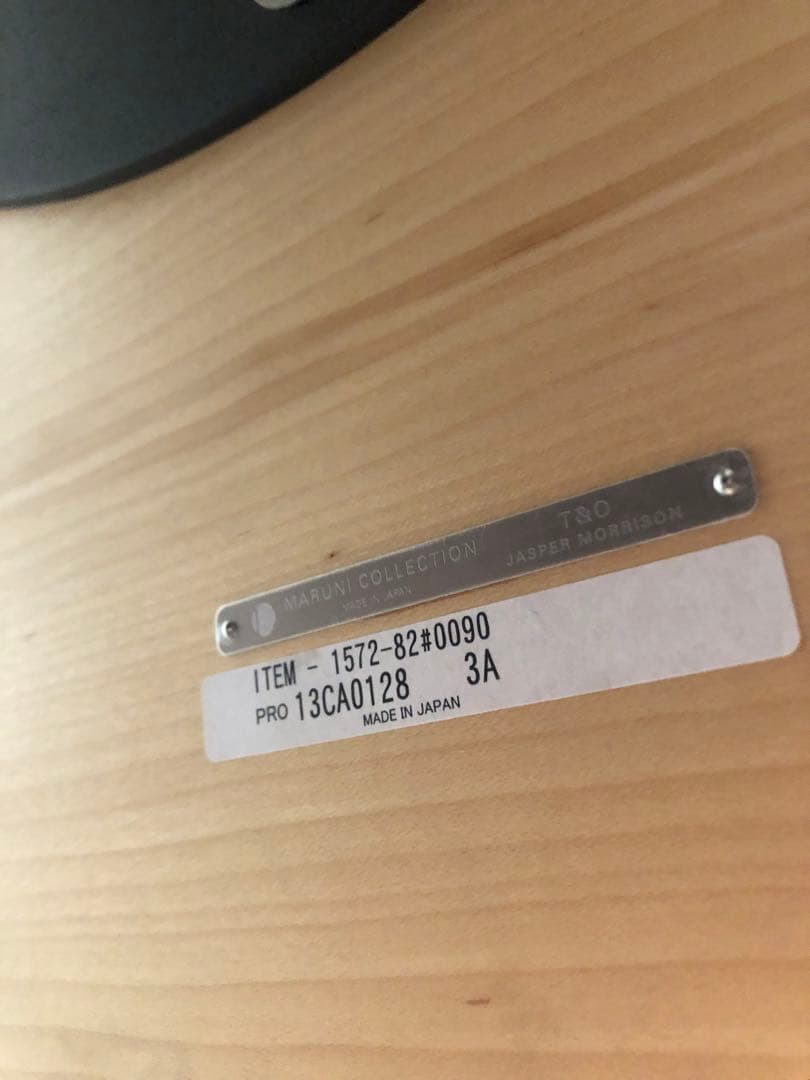 MARUNI COLLECTION
MADE IN JAPAN
T&O
JASPER MORRISON
ITEM - 1572-82#0090
PRO 13CA0128 3A
MADE IN JAPAN